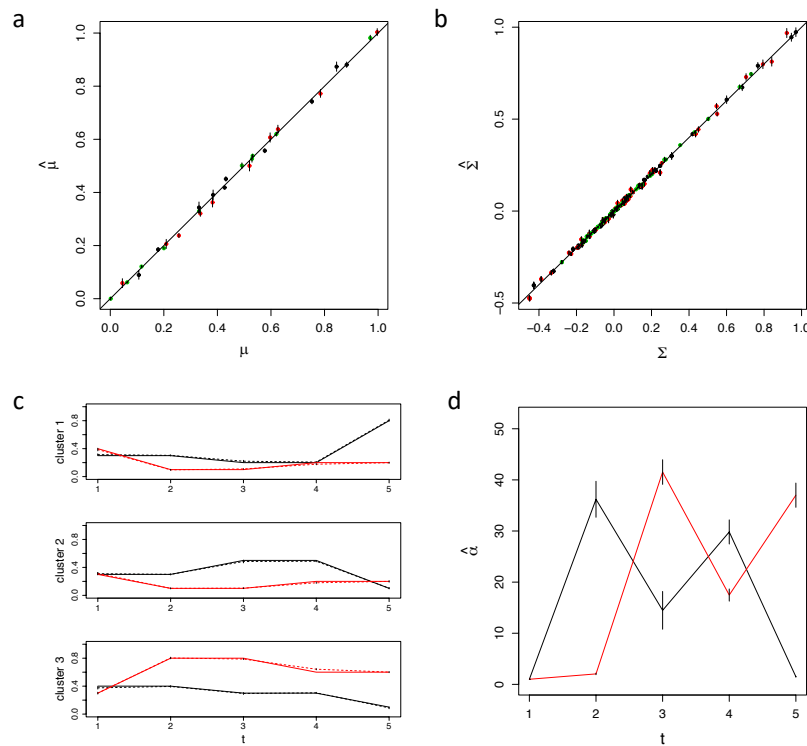 a
b
1.0
0.8
0.6
0.4
0.2
0.0
μ̂
0.0 0.2 0.4 0.6 0.8 1.0
μ
1.0
0.5
0.0
−0.5
Σ̂
−0.4 −0.2 0.0 0.2 0.4 0.6 0.8 1.0
Σ
c
cluster 1
0.8
0.4
0.0
1 2 3 4 5
cluster 2
0.8
0.4
0.0
1 2 3 4 5
cluster 3
0.8
0.4
0.0
1 2 3 4 5
t
d
50
40
30
20
10
0
α̂
1 2 3 4 5
t